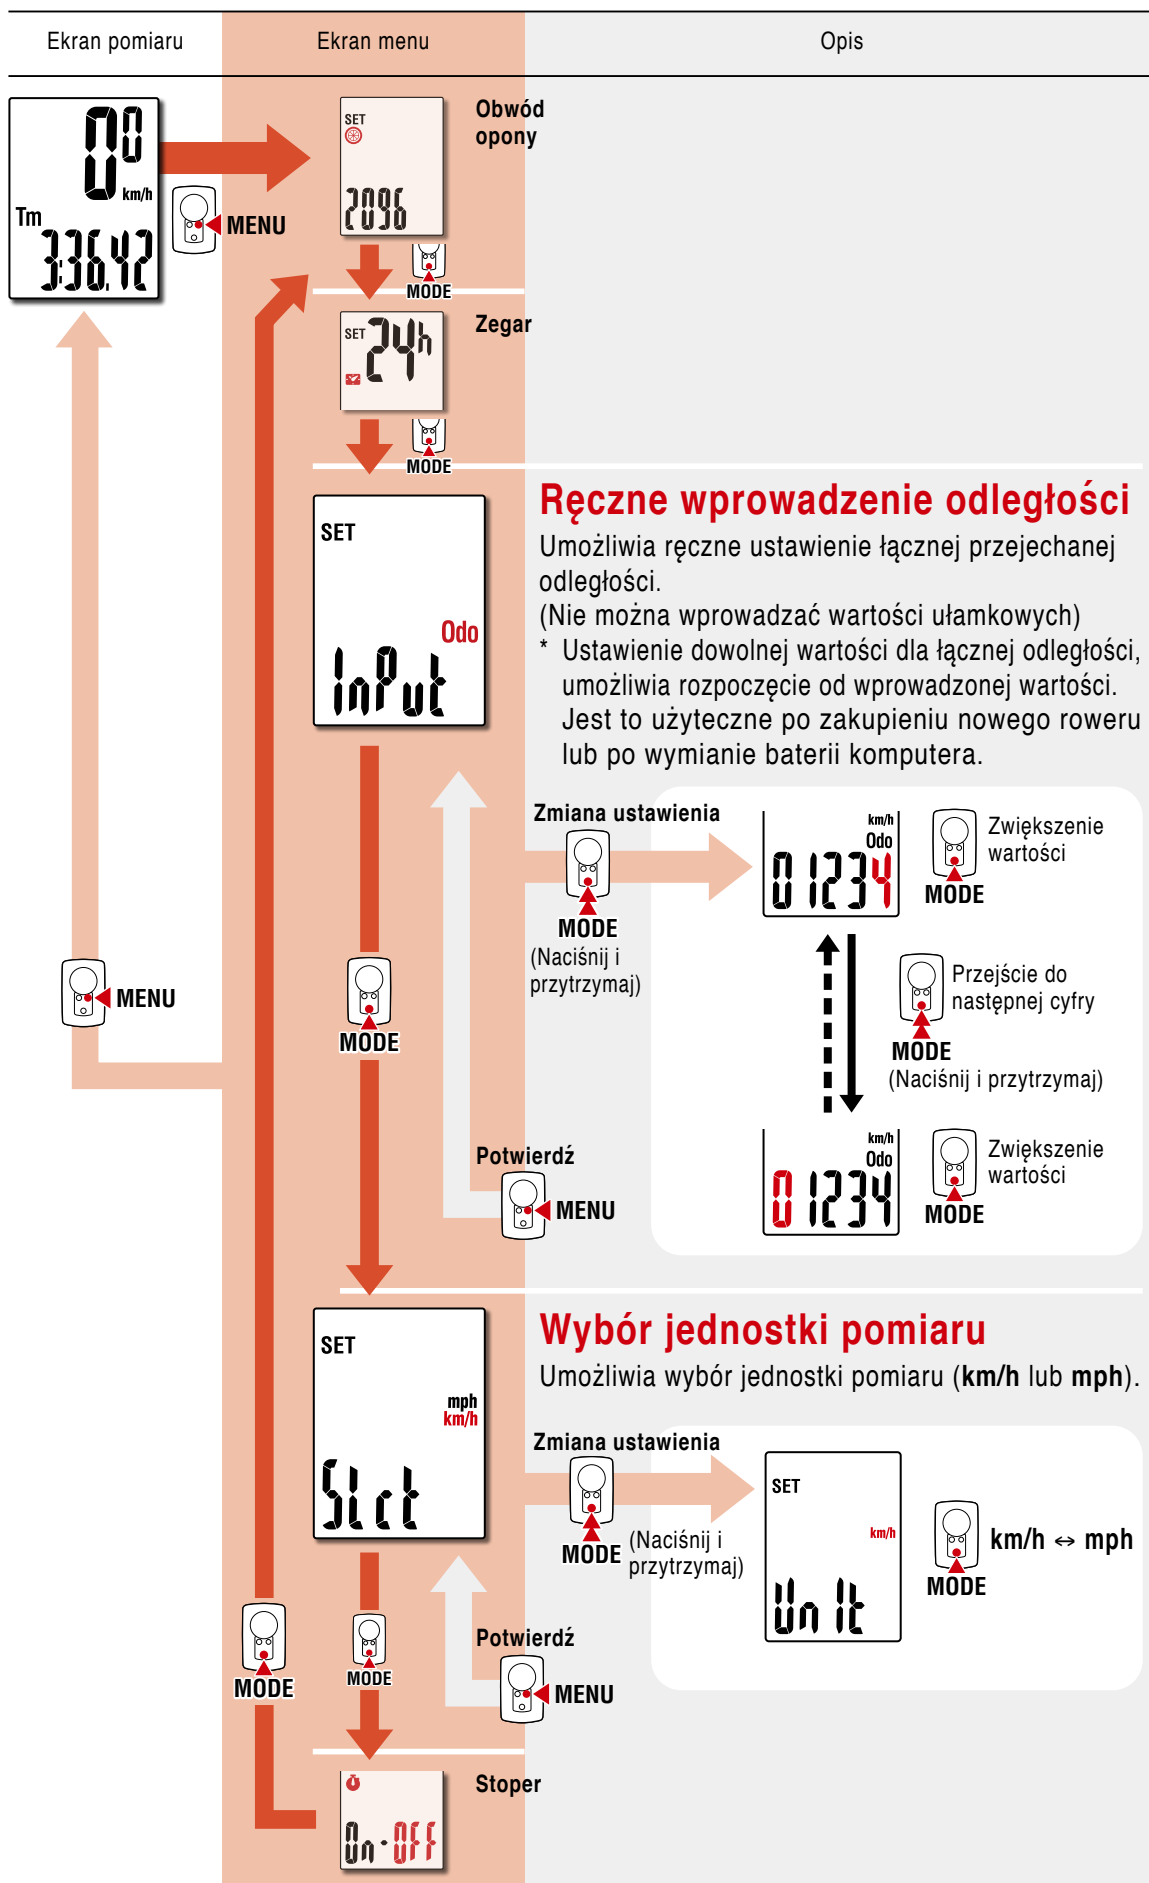 Ekran pomiaru
Ekran menu
Opis
00
km/h
Tm
3:36.42
MENU
SET
2096
Obwód
opony
MODE
SET
24h
Zegar
MODE
SET
Odo
InPut
Ręczne wprowadzenie odległości
Umożliwia ręczne ustawienie łącznej przejechanej
odległości.
(Nie można wprowadzać wartości ułamkowych)
* Ustawienie dowolnej wartości dla łącznej odległości,
umożliwia rozpoczęcie od wprowadzonej wartości.
Jest to użyteczne po zakupieniu nowego roweru
lub po wymianie baterii komputera.
Zmiana ustawienia
MODE
(Naciśnij i
przytrzymaj)
km/h
Odo
01234
Zwiększenie
wartości
MODE
Przejście do
następnej cyfry
MODE
(Naciśnij i przytrzymaj)
km/h
Odo
01234
Zwiększenie
wartości
MODE
MENU
MODE
Potwierdź
MENU
SET
mph
km/h
Slct
Wybór jednostki pomiaru
Umożliwia wybór jednostki pomiaru (km/h lub mph).
Zmiana ustawienia
MODE
(Naciśnij i
przytrzymaj)
SET
km/h
UnIt
km/h ↔ mph
MODE
MODE
MODE
Potwierdź
MENU
On-OFF
Stoper